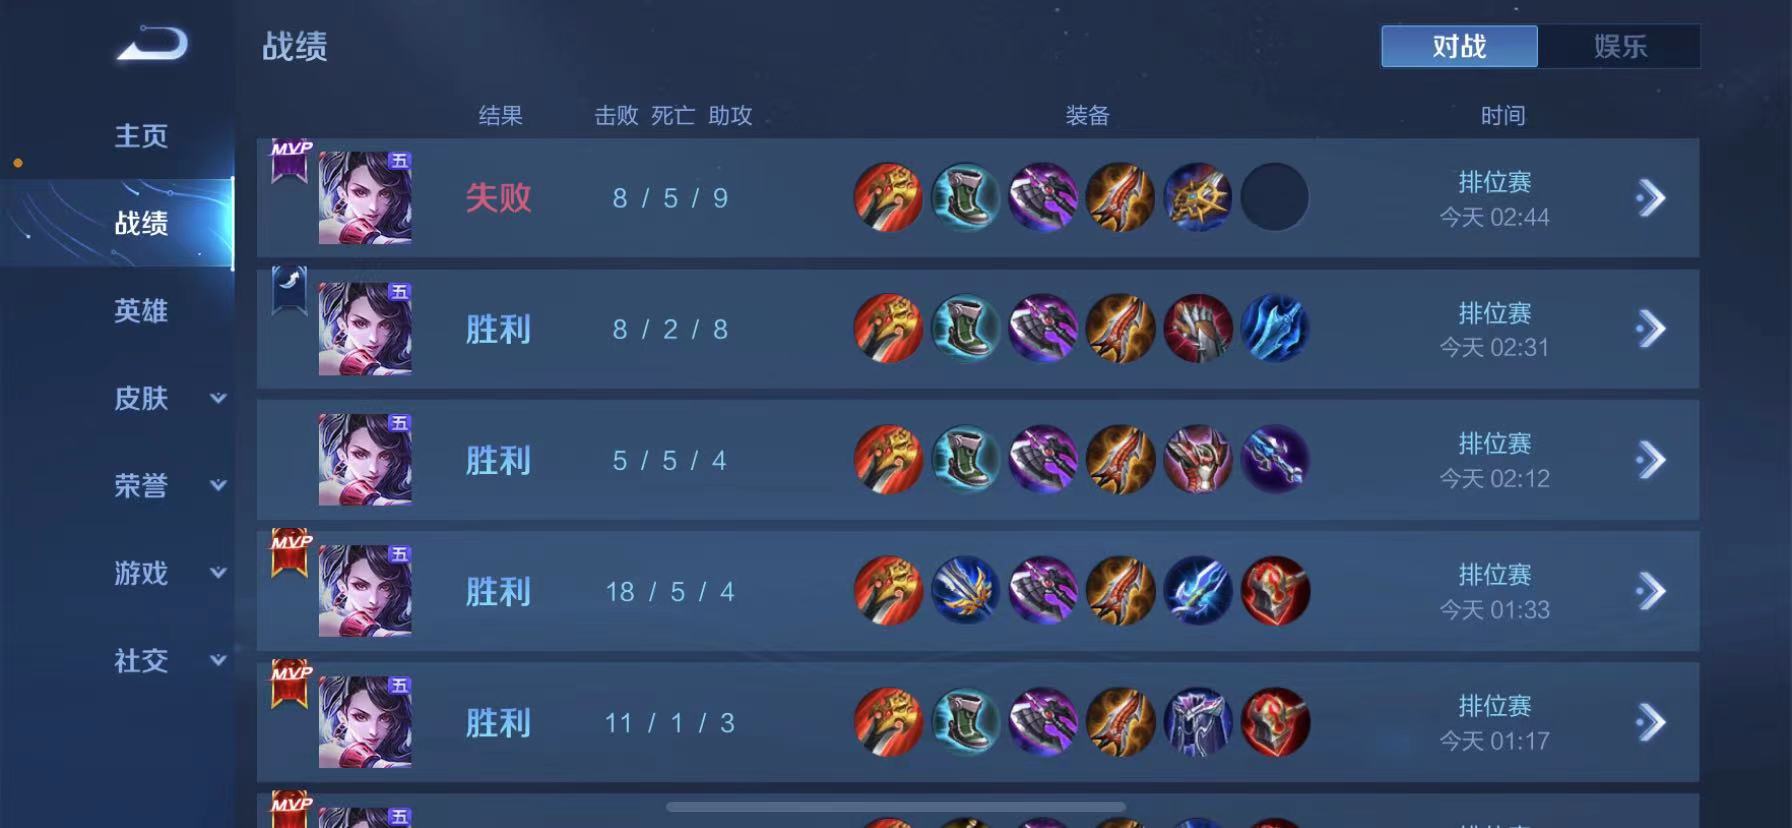 战绩
对战
娱乐
主页
战绩
英雄
皮肤
荣誉
游戏
社交
结果 击败 死亡 助攻 装备 时间
MVP 五 失败 8 / 5 / 9 排位赛
今天 02:44
五 胜利 8 / 2 / 8 排位赛
今天 02:31
五 胜利 5 / 5 / 4 排位赛
今天 02:12
MVP 五 胜利 18 / 5 / 4 排位赛
今天 01:33
MVP 五 胜利 11 / 1 / 3 排位赛
今天 01:17
MVP 五